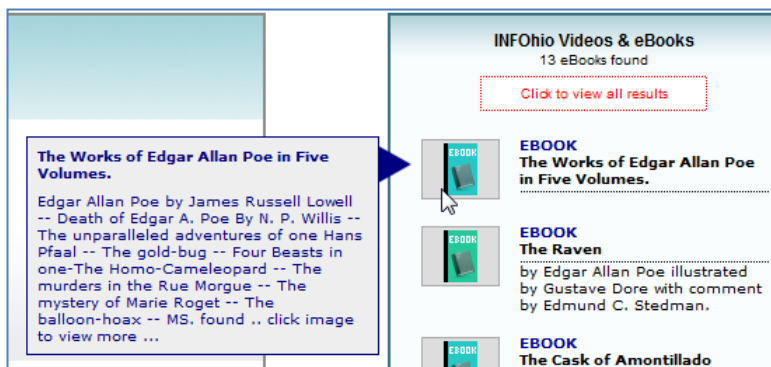 The Works of Edgar Allan Poe in Five
Volumes.
Edgar Allan Poe by James Russell Lowell
-- Death of Edgar A. Poe By N. P. Willis --
The unparalleled adventures of one Hans
Pfaal -- The gold-bug -- Four Beasts in
one-The Homo-Cameleopard -- The
murders in the Rue Morgue -- The
mystery of Marie Roget -- The
balloon-hoax -- MS. found .. click image
to view more ...
INFOhio Videos & eBooks
13 eBooks found
Click to view all results
EBOOK
EBOOK
The Works of Edgar Allan Poe
in Five Volumes.
EBOOK
EBOOK
The Raven
by Edgar Allan Poe illustrated
by Gustave Dore with comment
by Edmund C. Stedman.
EBOOK
EBOOK
The Cask of Amontillado